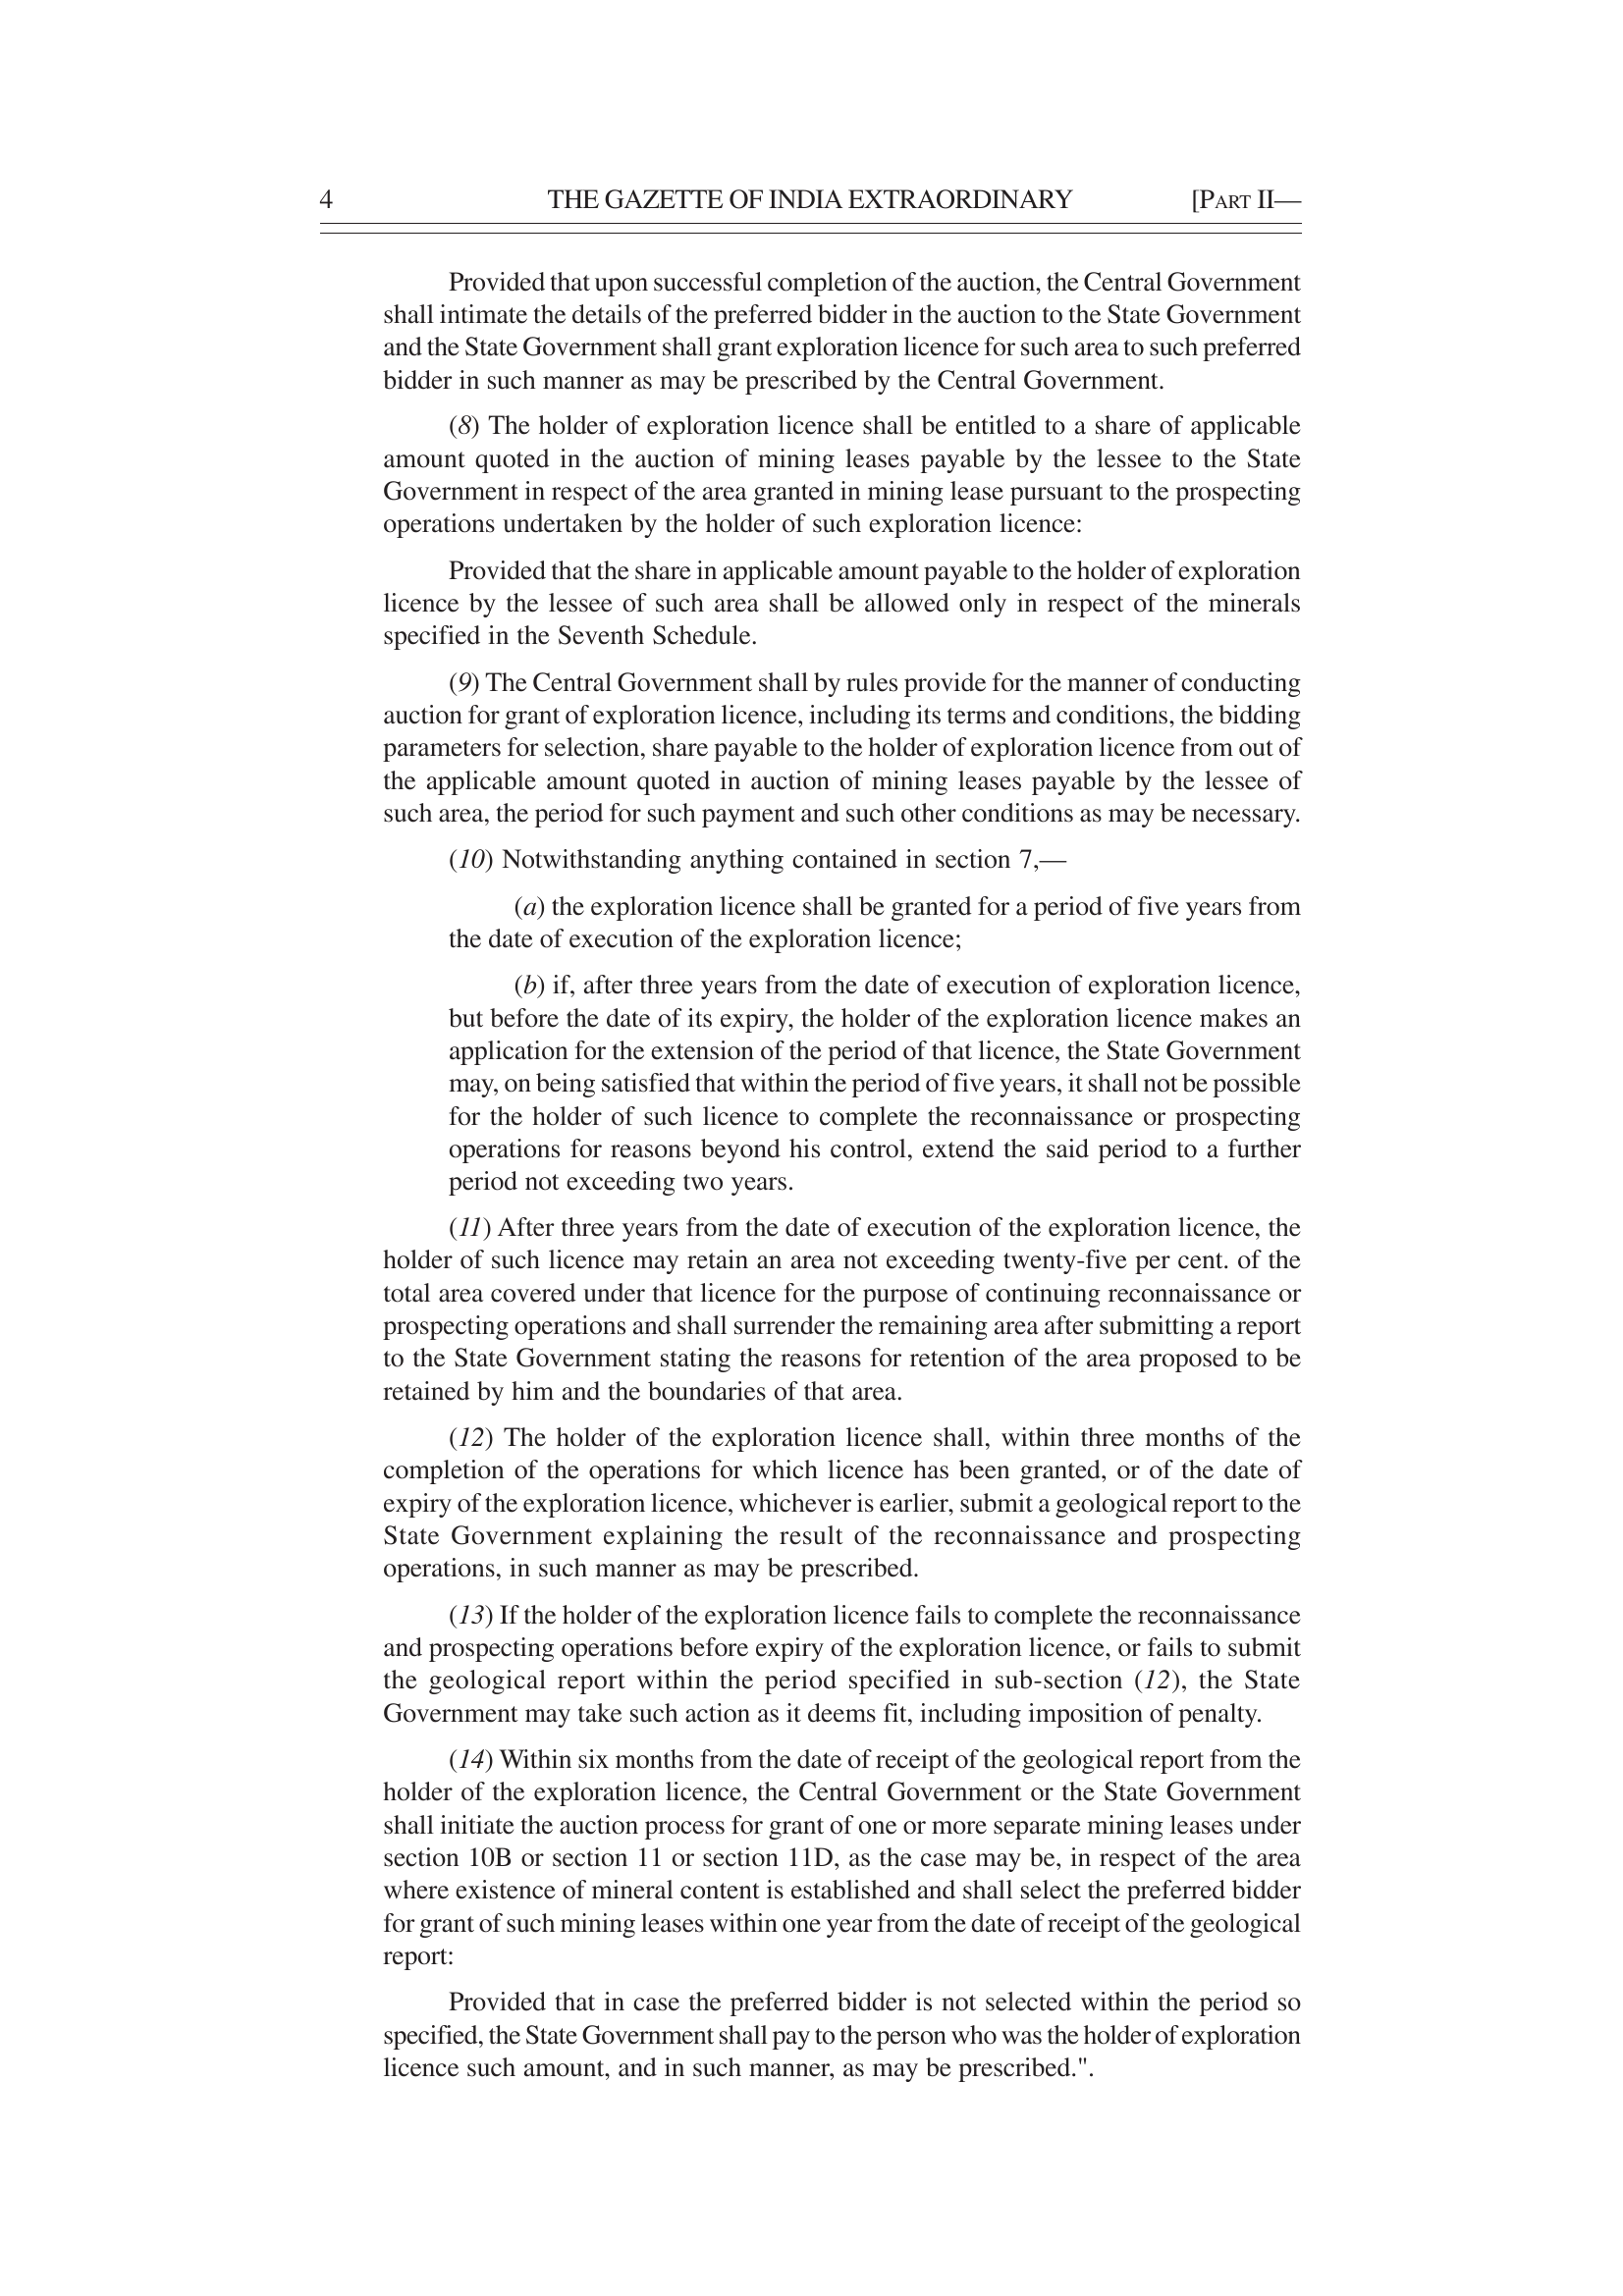 4 THE GAZETTE OF INDIA EXTRAORDINARY [PART II—
Provided that upon successful completion of the auction, the Central Government
shall intimate the details of the preferred bidder in the auction to the State Government
and the State Government shall grant exploration licence for such area to such preferred
bidder in such manner as may be prescribed by the Central Government.
(8) The holder of exploration licence shall be entitled to a share of applicable
amount quoted in the auction of mining leases payable by the lessee to the State
Government in respect of the area granted in mining lease pursuant to the prospecting
operations undertaken by the holder of such exploration licence:
Provided that the share in applicable amount payable to the holder of exploration
licence by the lessee of such area shall be allowed only in respect of the minerals
specified in the Seventh Schedule.
(9) The Central Government shall by rules provide for the manner of conducting
auction for grant of exploration licence, including its terms and conditions, the bidding
parameters for selection, share payable to the holder of exploration licence from out of
the applicable amount quoted in auction of mining leases payable by the lessee of
such area, the period for such payment and such other conditions as may be necessary.
(10) Notwithstanding anything contained in section 7,—
(a) the exploration licence shall be granted for a period of five years from
the date of execution of the exploration licence;
(b) if, after three years from the date of execution of exploration licence,
but before the date of its expiry, the holder of the exploration licence makes an
application for the extension of the period of that licence, the State Government
may, on being satisfied that within the period of five years, it shall not be possible
for the holder of such licence to complete the reconnaissance or prospecting
operations for reasons beyond his control, extend the said period to a further
period not exceeding two years.
(11) After three years from the date of execution of the exploration licence, the
holder of such licence may retain an area not exceeding twenty-five per cent. of the
total area covered under that licence for the purpose of continuing reconnaissance or
prospecting operations and shall surrender the remaining area after submitting a report
to the State Government stating the reasons for retention of the area proposed to be
retained by him and the boundaries of that area.
(12) The holder of the exploration licence shall, within three months of the
completion of the operations for which licence has been granted, or of the date of
expiry of the exploration licence, whichever is earlier, submit a geological report to the
State Government explaining the result of the reconnaissance and prospecting
operations, in such manner as may be prescribed.
(13) If the holder of the exploration licence fails to complete the reconnaissance
and prospecting operations before expiry of the exploration licence, or fails to submit
the geological report within the period specified in sub-section (12), the State
Government may take such action as it deems fit, including imposition of penalty.
(14) Within six months from the date of receipt of the geological report from the
holder of the exploration licence, the Central Government or the State Government
shall initiate the auction process for grant of one or more separate mining leases under
section 10B or section 11 or section 11D, as the case may be, in respect of the area
where existence of mineral content is established and shall select the preferred bidder
for grant of such mining leases within one year from the date of receipt of the geological
report:
Provided that in case the preferred bidder is not selected within the period so
specified, the State Government shall pay to the person who was the holder of exploration
licence such amount, and in such manner, as may be prescribed.".